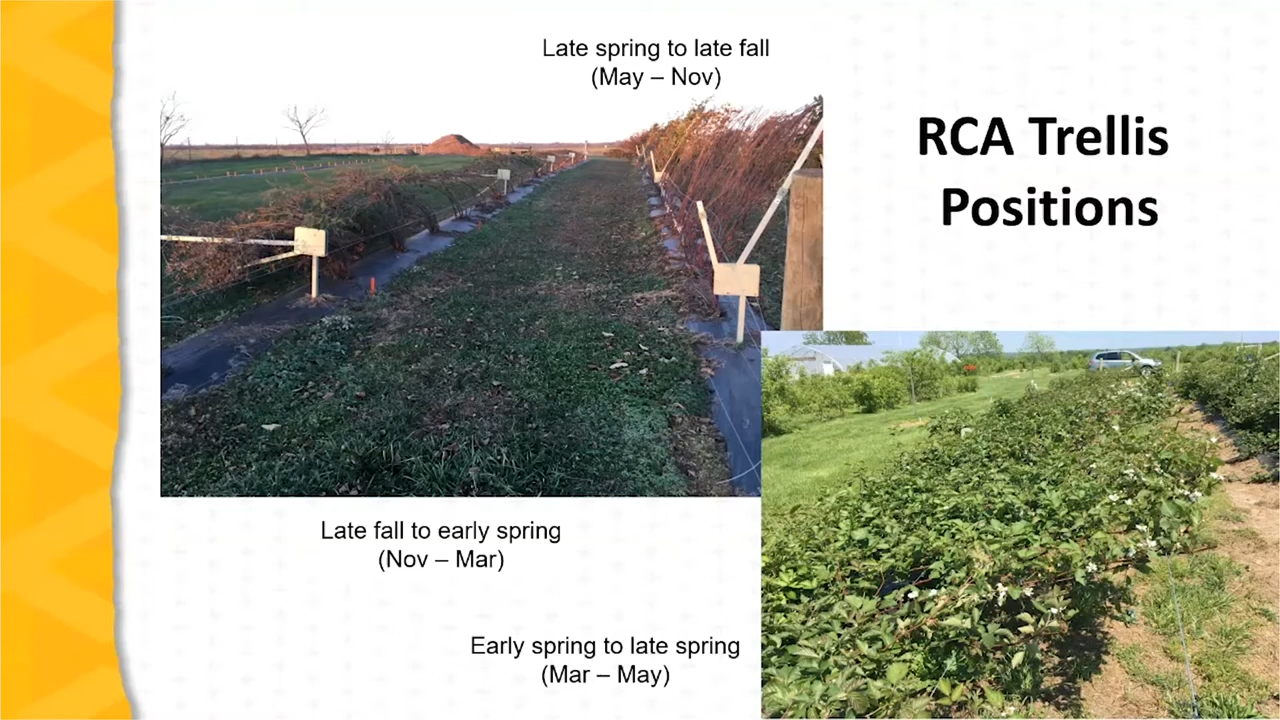 Late spring to late fall
(May – Nov)
RCA Trellis
Positions
Late fall to early spring
(Nov – Mar)
Early spring to late spring
(Mar – May)